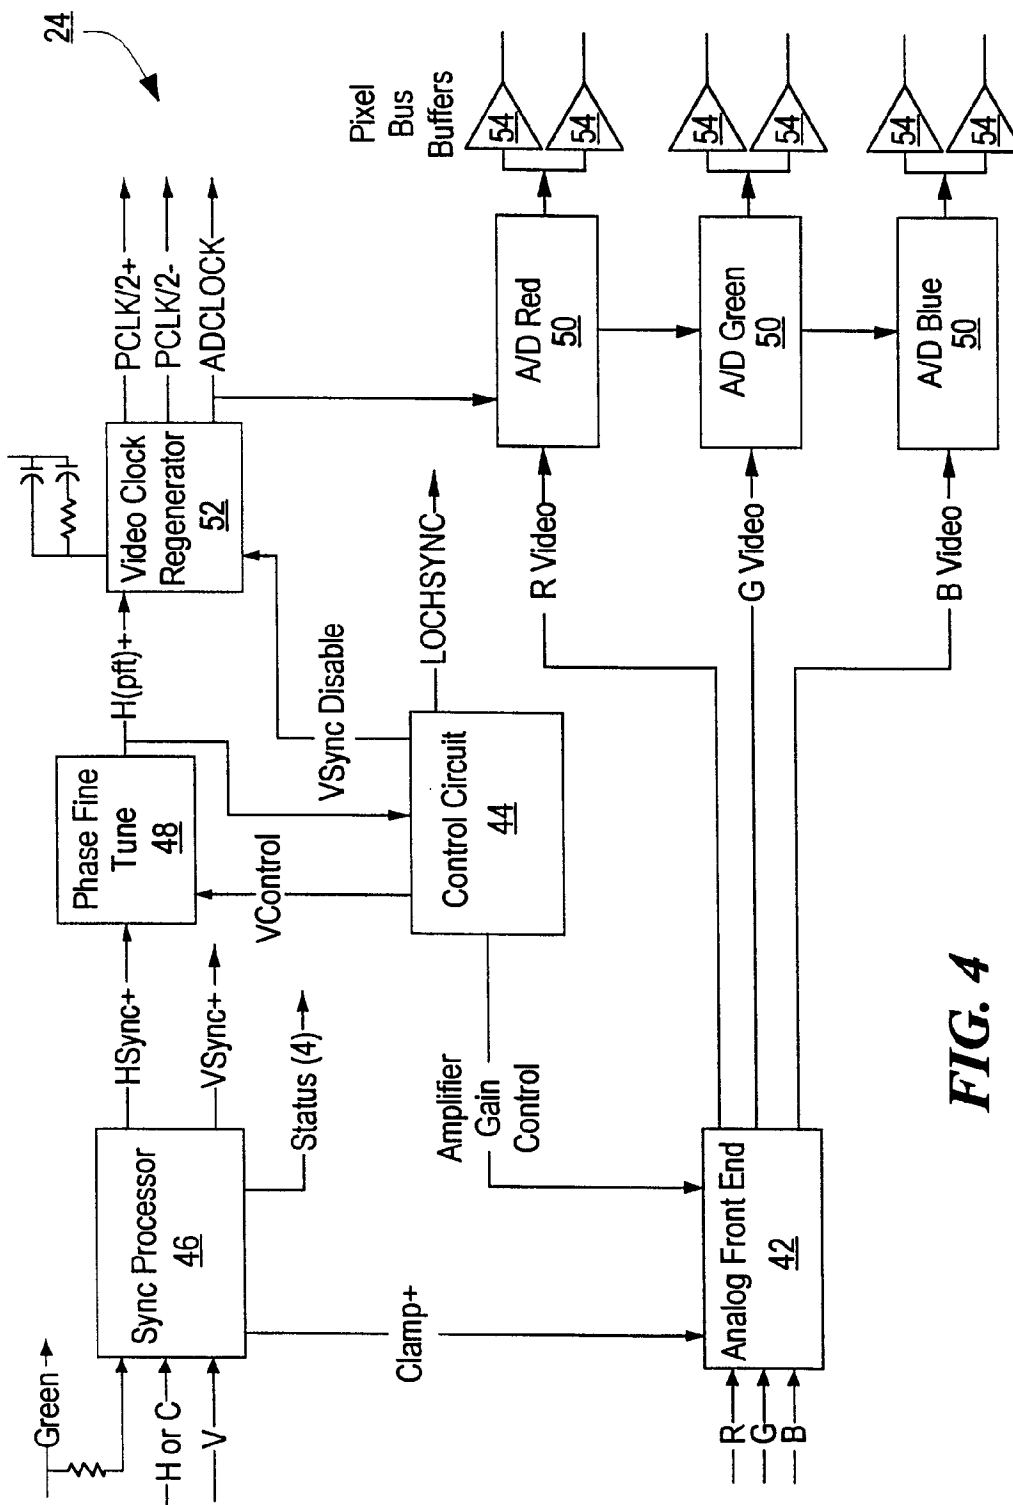 24
Green
H or C
V
Sync Processor
46
HSync+
VSync+
Status (4)
Clamp+
Phase Fine
Tune
48
H(pft)+
VControl
VSync Disable
Video Clock
Regenerator
52
PCLK/2+
PCLK/2-
ADCLOCK
Control Circuit
44
LOCHSYNC
Amplifier
Gain
Control
R
G
B
Analog Front End
42
R Video
G Video
B Video
A/D Red
50
A/D Green
50
A/D Blue
50
Pixel
Bus
Buffers
54
54
54
54
54
54
FIG. 4